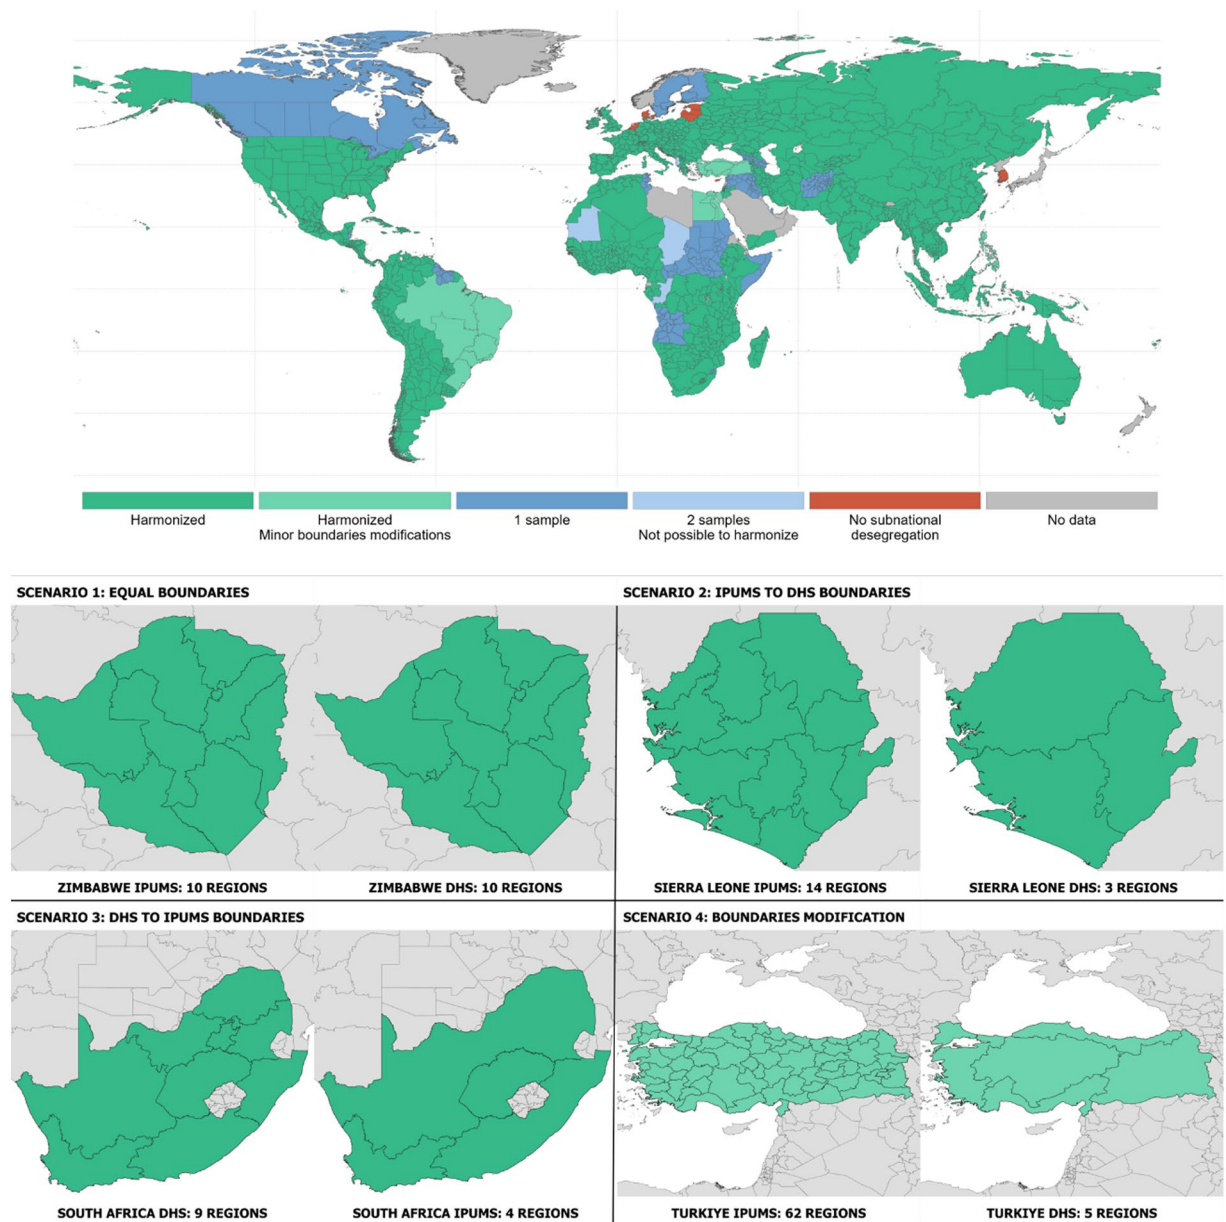 Harmonized
Harmonized
Minor boundaries modifications
1 sample
2 samples
Not possible to harmonize
No subnational
desegregation
No data
SCENARIO 1: EQUAL BOUNDARIES
ZIMBABWE IPUMS: 10 REGIONS
ZIMBABWE DHS: 10 REGIONS
SCENARIO 2: IPUMS TO DHS BOUNDARIES
SIERRA LEONE IPUMS: 14 REGIONS
SIERRA LEONE DHS: 3 REGIONS
SCENARIO 3: DHS TO IPUMS BOUNDARIES
SOUTH AFRICA DHS: 9 REGIONS
SOUTH AFRICA IPUMS: 4 REGIONS
SCENARIO 4: BOUNDARIES MODIFICATION
TURKIYE IPUMS: 62 REGIONS
TURKIYE DHS: 5 REGIONS